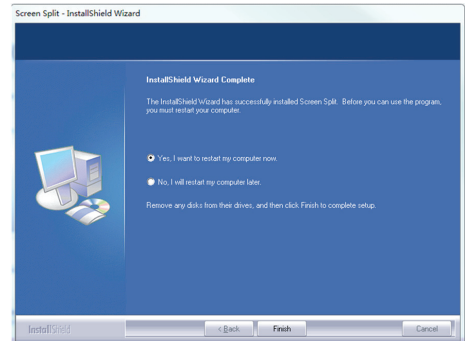 Screen Split - InstallShield Wizard
InstallShield Wizard Complete
The InstallShield Wizard has successfully installed Screen Split. Before you can use the program,
you must restart your computer.
Yes, I want to restart my computer now.
No, I will restart my computer later.
Remove any disks from their drives, and then click Finish to complete setup.
InstallShield
< Back
Finish
Cancel